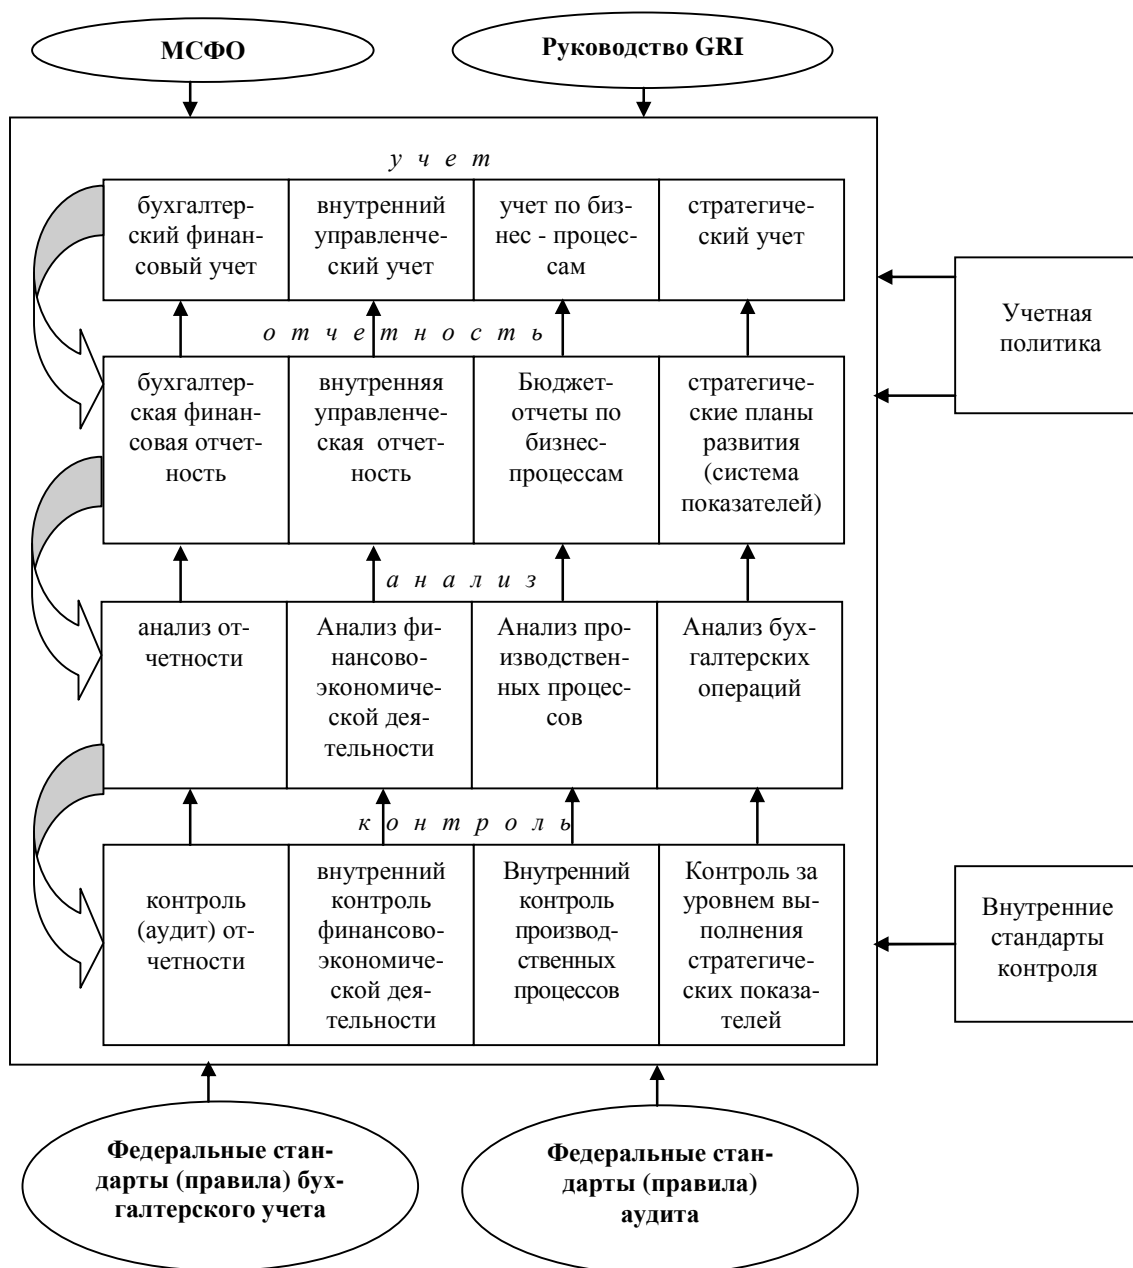 МСФО
Руководство GRI
у ч е т
бухгалтер-
ский финан-
совый учет
внутренний
управленче-
ский учет
учет по биз-
нес - процес-
сам
стратегиче-
ский учет
Учетная
политика
о т ч е т н о с т ь
бухгалтер-
ская финан-
совая отчет-
ность
внутренняя
управленче-
ская отчет-
ность
Бюджет-
отчеты по
бизнес-
процессам
стратегиче-
ские планы
развития
(система
показателей)
а н а л и з
анализ от-
четности
Анализ фи-
нансово-
экономиче-
ской дея-
тельности
Анализ про-
изводствен-
ных процес-
сов
Анализ бух-
галтерских
операций
к о н т р о л ь
контроль
(аудит) от-
четности
внутренний
контроль
финансово-
экономиче-
ской дея-
тельности
Внутренний
контроль
производ-
ственных
процессов
Контроль за
уровнем вы-
полнения
стратегиче-
ских показа-
телей
Внутренние
стандарты
контроля
Федеральные стан-
дарты (правила) бух-
галтерского учета
Федеральные стан-
дарты (правила)
аудита